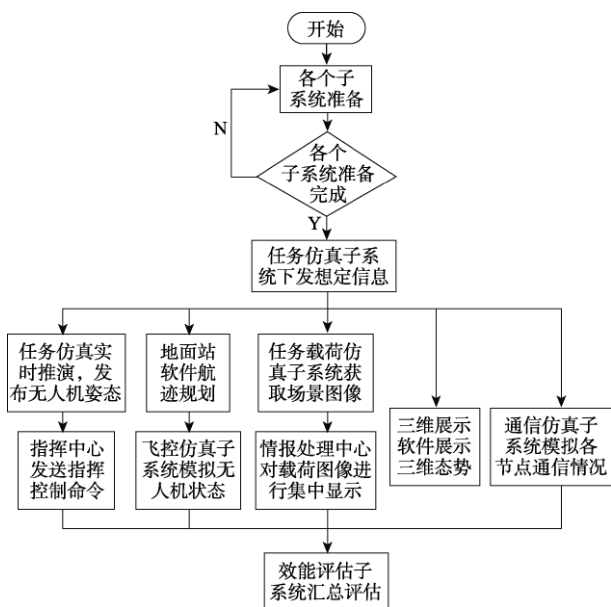 开始
各个子
系统准备
N
各个
子系统准备
完成
Y
任务仿真子系
统下发想定信息
任务仿真实
时推演，发
布无人机姿态
地面站
软件航
迹规划
任务载荷仿
真子系统获
取场景图像
指挥中心
发送指挥
控制命令
飞控仿真子
系统模拟无
人机状态
情报处理中心
对载荷图像进
行集中显示
三维展示
软件展示
三维态势
通信仿真子
系统模拟各
节点通信情况
效能评估子
系统汇总评估